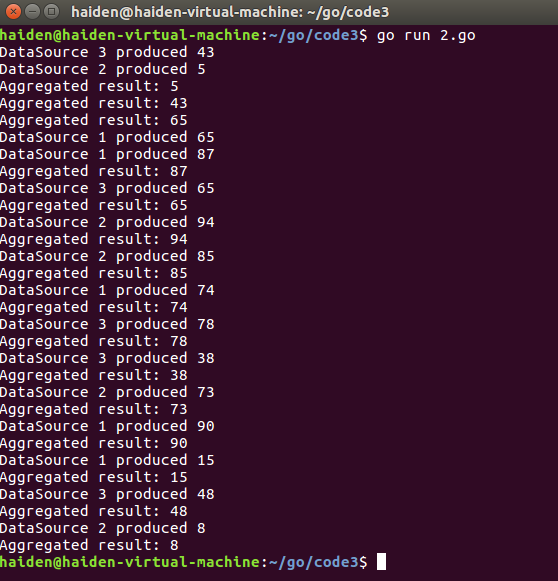 haiden@haiden-virtual-machine: ~/go/code3
haiden@haiden-virtual-machine:~/go/code3$ go run 2.go
DataSource 3 produced 43
DataSource 2 produced 5
Aggregated result: 5
Aggregated result: 43
Aggregated result: 65
DataSource 1 produced 65
DataSource 1 produced 87
Aggregated result: 87
DataSource 3 produced 65
Aggregated result: 65
DataSource 2 produced 94
Aggregated result: 94
DataSource 2 produced 85
Aggregated result: 85
DataSource 1 produced 74
Aggregated result: 74
DataSource 3 produced 78
Aggregated result: 78
DataSource 3 produced 38
Aggregated result: 38
DataSource 2 produced 73
Aggregated result: 73
DataSource 1 produced 90
Aggregated result: 90
DataSource 1 produced 15
Aggregated result: 15
DataSource 3 produced 48
Aggregated result: 48
DataSource 2 produced 8
Aggregated result: 8
haiden@haiden-virtual-machine:~/go/code3$